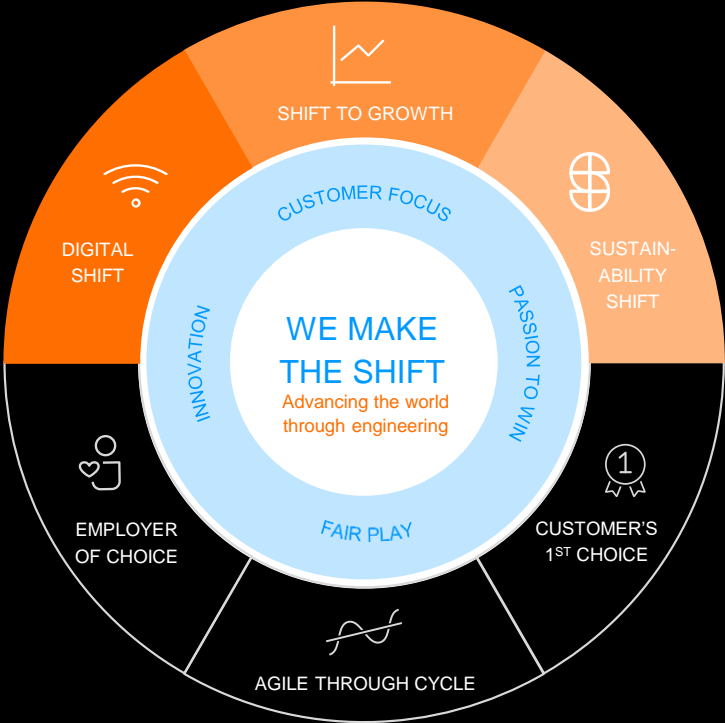 SHIFT TO GROWTH
DIGITAL
SHIFT
SUSTAIN-
ABILITY
SHIFT
CUSTOMER FOCUS
INNOVATION
PASSION TO WIN
WE MAKE
THE SHIFT
Advancing the world
through engineering
FAIR PLAY
EMPLOYER
OF CHOICE
1
CUSTOMER'S
1ST CHOICE
AGILE THROUGH CYCLE